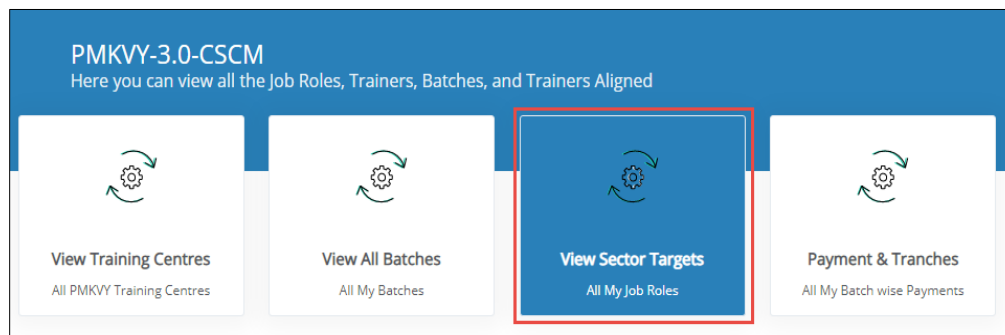 PMKVY-3.0-CSCM
Here you can view all the Job Roles, Trainers, Batches, and Trainers Aligned
View Training Centres
All PMKVY Training Centres
View All Batches
All My Batches
View Sector Targets
All My Job Roles
Payment & Tranches
All My Batch wise Payments